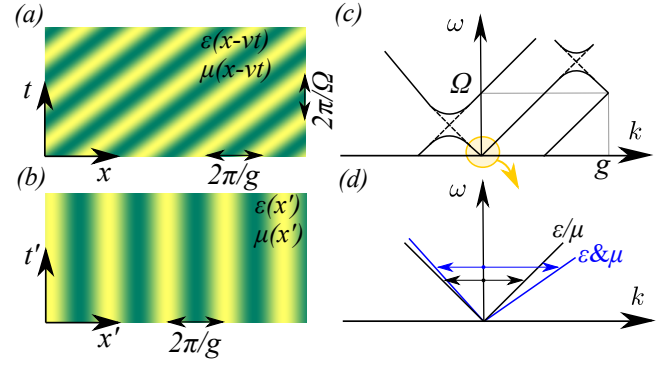 (a)
ε(x-vt)
μ(x-vt)
t
2π/Ω
x
2π/g
(b)
ε(x')
μ(x')
t'
x'
2π/g
(c)
ω
Ω
k
g
(d)
ω
ε/μ
ε&μ
k